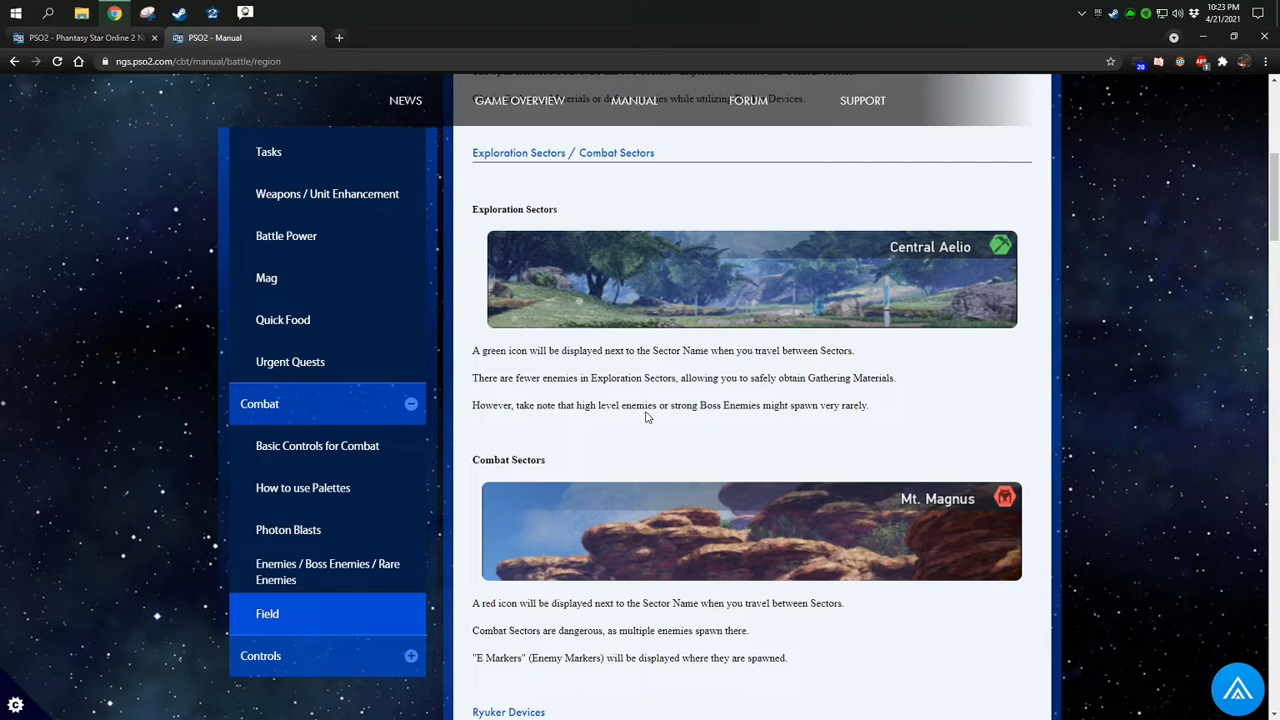 10:23 PM
4/21/2021
PSO2 - Phantasy Star Online 2 N
PSO2 - Manual
ngs.pso2.com/cbt/manual/battle/region
20
1
NEWS
GAME OVERVIEW
MANUAL
FORUM
SUPPORT
Devices.
Tasks
Weapons / Unit Enhancement
Battle Power
Mag
Quick Food
Urgent Quests
Combat
Basic Controls for Combat
How to use Palettes
Photon Blasts
Enemies / Boss Enemies / Rare
Enemies
Field
Controls
Exploration Sectors / Combat Sectors
Exploration Sectors
Central Aelio
A green icon will be displayed next to the Sector Name when you travel between Sectors.
There are fewer enemies in Exploration Sectors, allowing you to safely obtain Gathering Materials.
However, take note that high level enemies or strong Boss Enemies might spawn very rarely.
Combat Sectors
Mt. Magnus
A red icon will be displayed next to the Sector Name when you travel between Sectors.
Combat Sectors are dangerous, as multiple enemies spawn there.
"E Markers" (Enemy Markers) will be displayed where they are spawned.
Ryuker Devices